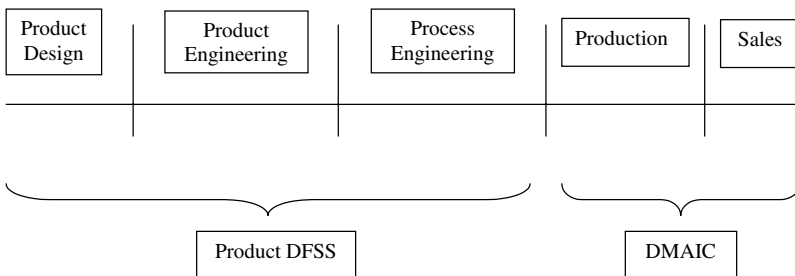 Product
Design
Product
Engineering
Process
Engineering
Production
Sales
Product DFSS
DMAIC